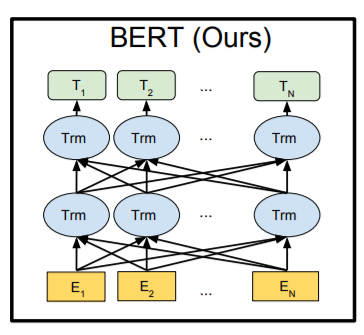 BERT (Ours)
T1 T2 ... TN
Trm Trm ... Trm
Trm Trm ... Trm
E1 E2 ... EN